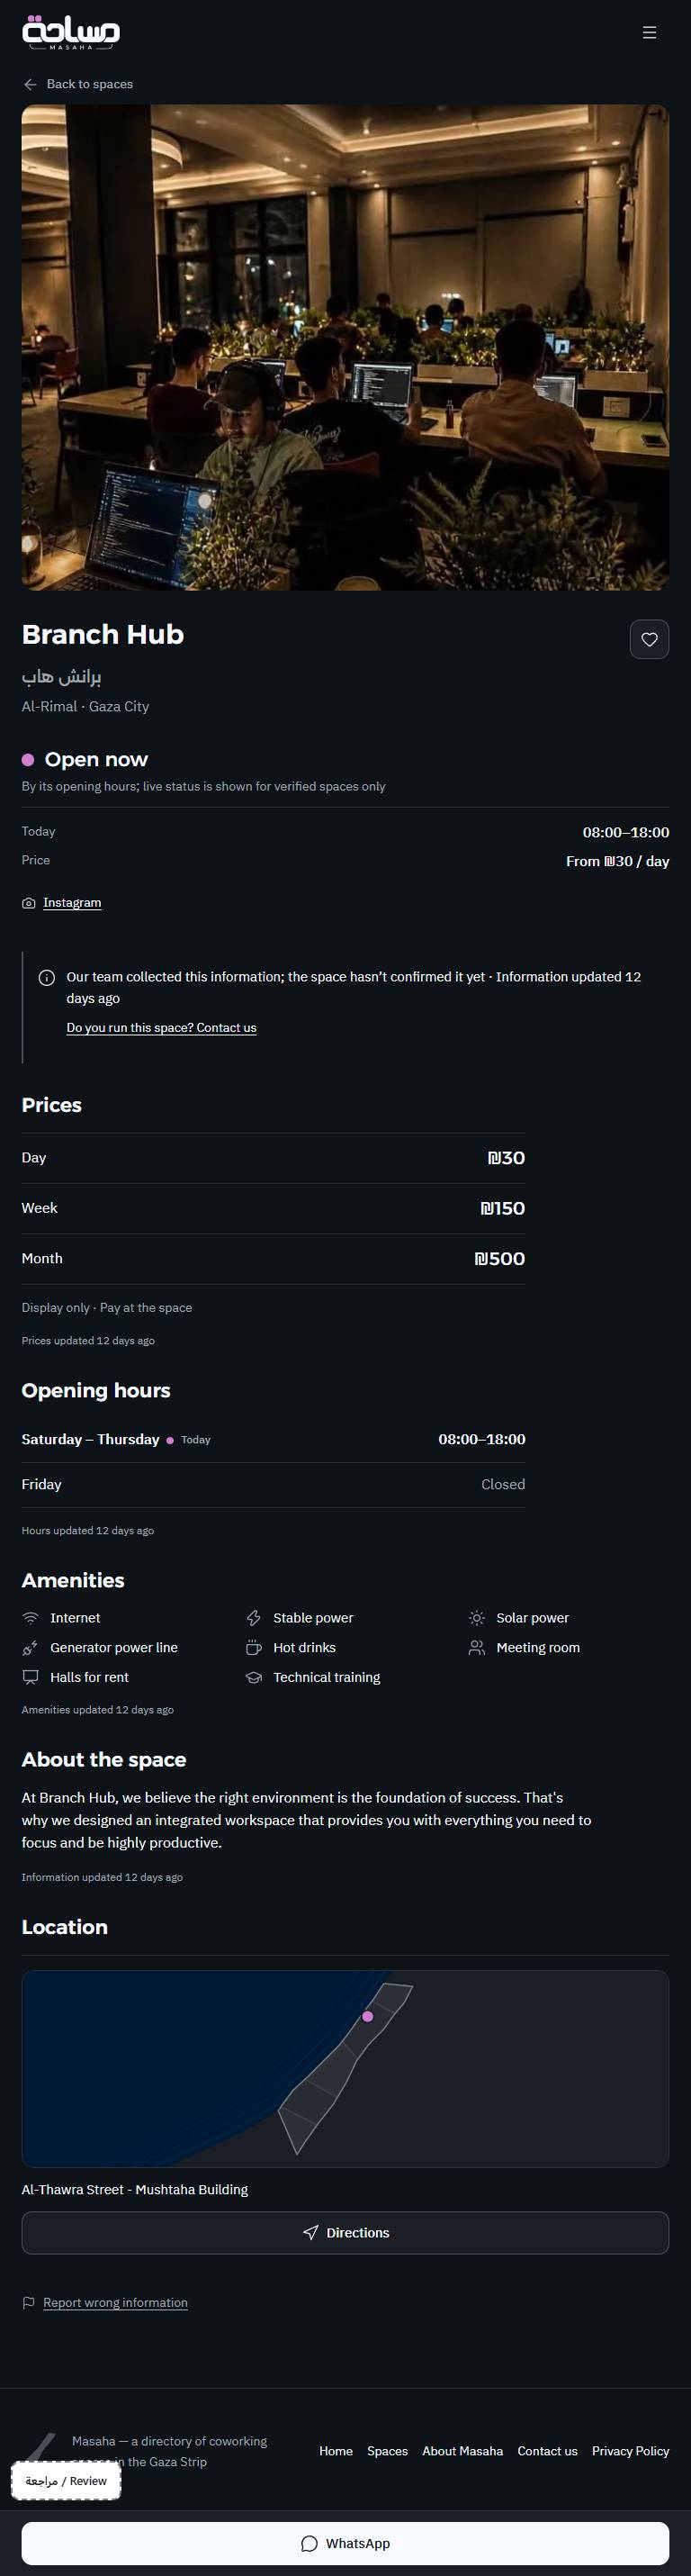 مساحة
MASAHA
Back to spaces
Branch Hub
برانش هاب
Al-Rimal · Gaza City
Open now
By its opening hours; live status is shown for verified spaces only
Today 08:00–18:00
Price From ₪30 / day
Instagram
Our team collected this information; the space hasn’t confirmed it yet · Information updated 12
days ago
Do you run this space? Contact us
Prices
Day ₪30
Week ₪150
Month ₪500
Display only · Pay at the space
Prices updated 12 days ago
Opening hours
Saturday – Thursday Today 08:00–18:00
Friday Closed
Hours updated 12 days ago
Amenities
Internet Stable power Solar power
Generator power line Hot drinks Meeting room
Halls for rent Technical training
Amenities updated 12 days ago
About the space
At Branch Hub, we believe the right environment is the foundation of success. That's
why we designed an integrated workspace that provides you with everything you need to
focus and be highly productive.
Information updated 12 days ago
Location
Al-Thawra Street - Mushtaha Building
Directions
Report wrong information
Masaha — a directory of coworking
in the Gaza Strip
Home Spaces About Masaha Contact us Privacy Policy
مراجعة / Review
WhatsApp